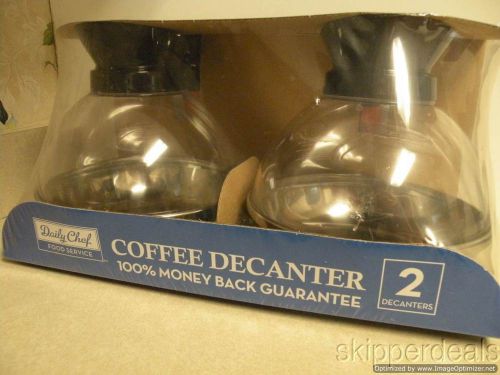 Daily Chef
FOOD SERVICE
COFFEE DECANTER
100% MONEY BACK GUARANTEE
2
DECANTERS
skipperdeals
Optimized by www.ImageOptimizer.net